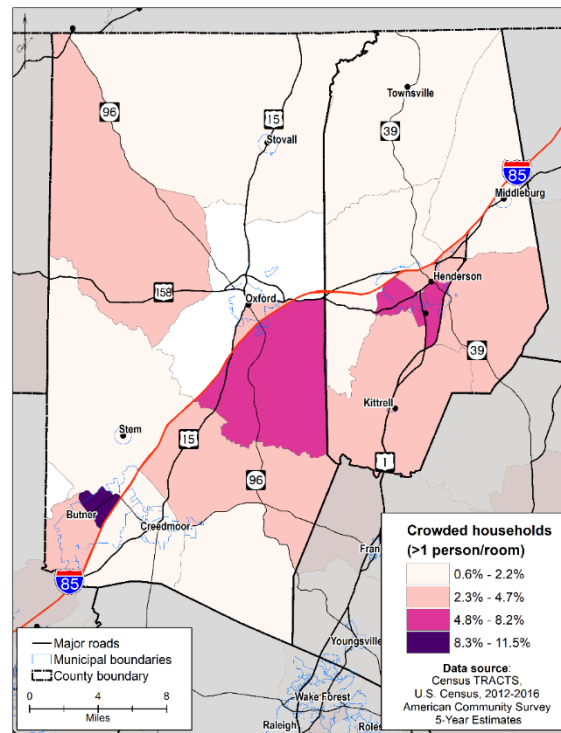 96
15
Stovall
39
Townsville
85
Middleburg
158
Oxford
Henderson
39
Kittrell
Stem
15
96
1
Butner
Creedmoor
85
Fran
Youngsville
Wake Forest
Raleigh
Roles
Major roads
Municipal boundaries
County boundary
0 4 8
Miles
Crowded households
(>1 person/room)
0.6% - 2.2%
2.3% - 4.7%
4.8% - 8.2%
8.3% - 11.5%
Data source:
Census TRACTS,
U.S. Census, 2012-2016
American Community Survey
5-Year Estimates